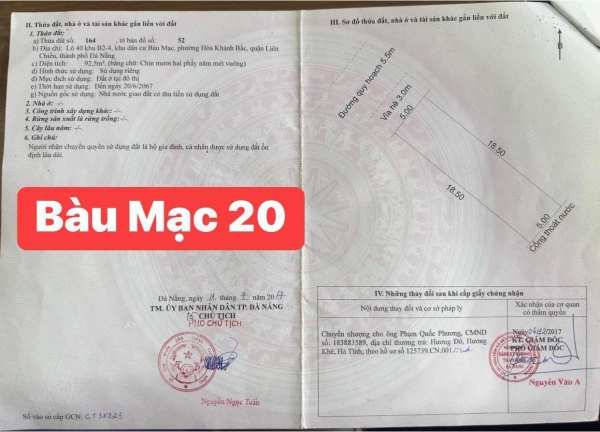 II. Thửa đất, nhà ở và tài sản khác gắn liền với đất
1. Thửa đất:
a) Thửa đất số: 164 , tờ bản đồ số: 52
b) Địa chỉ: Lô 40 khu B2-4, khu dân cư Bàu Mạc, phường Hòa Khánh Bắc, quận Liên
Chiểu, thành phố Đà Nẵng
c) Diện tích: 92,5m², (bằng chữ: Chín mươi hai phẩy năm mét vuông)
d) Hình thức sử dụng: Sử dụng riêng
đ) Mục đích sử dụng: Đất ở tại đô thị
e) Thời hạn sử dụng: Đến ngày 20/6/2067
g) Nguồn gốc sử dụng: Nhà nước giao đất có thu tiền sử dụng đất
2. Nhà ở: -/-
3. Công trình xây dựng khác: -/-
4. Rừng sản xuất là rừng trồng: -/-
5. Cây lâu năm: -/-
6. Ghi chú:
Người nhận chuyển quyền sử dụng đất là hộ gia đình, cá nhân được sử dụng đất ổn
định lâu dài.
Bàu Mạc 20
Đà Nẵng, ngày 11 tháng 7 năm 2017
TM. ỦY BAN NHÂN DÂN TP. ĐÀ NẴNG
CHỦ TỊCH
PHÓ CHỦ TỊCH
Nguyễn Ngọc Tuấn
Số vào sổ cấp GCN: CT38723
III. Sơ đồ thửa đất, nhà ở và tài sản khác gắn liền với đất
B
Đường quy hoạch 5.5m
Vỉa hè 3.0m
5.00
18.50
18.50
5.00
Cống thoát nước
IV. Những thay đổi sau khi cấp giấy chứng nhận
Nội dung thay đổi và cơ sở pháp lý
Xác nhận của cơ quan
có thẩm quyền
Chuyển nhượng cho ông Phạm Quốc Phương, CMND
số: 183883589, địa chỉ thường trú: Hương Đô, Hương
Khê, Hà Tĩnh; theo hồ sơ số 125739.CN.001
Ngày 06/12/2017
KT. GIÁM ĐỐC
PHÓ GIÁM ĐỐC
Nguyễn Văn A